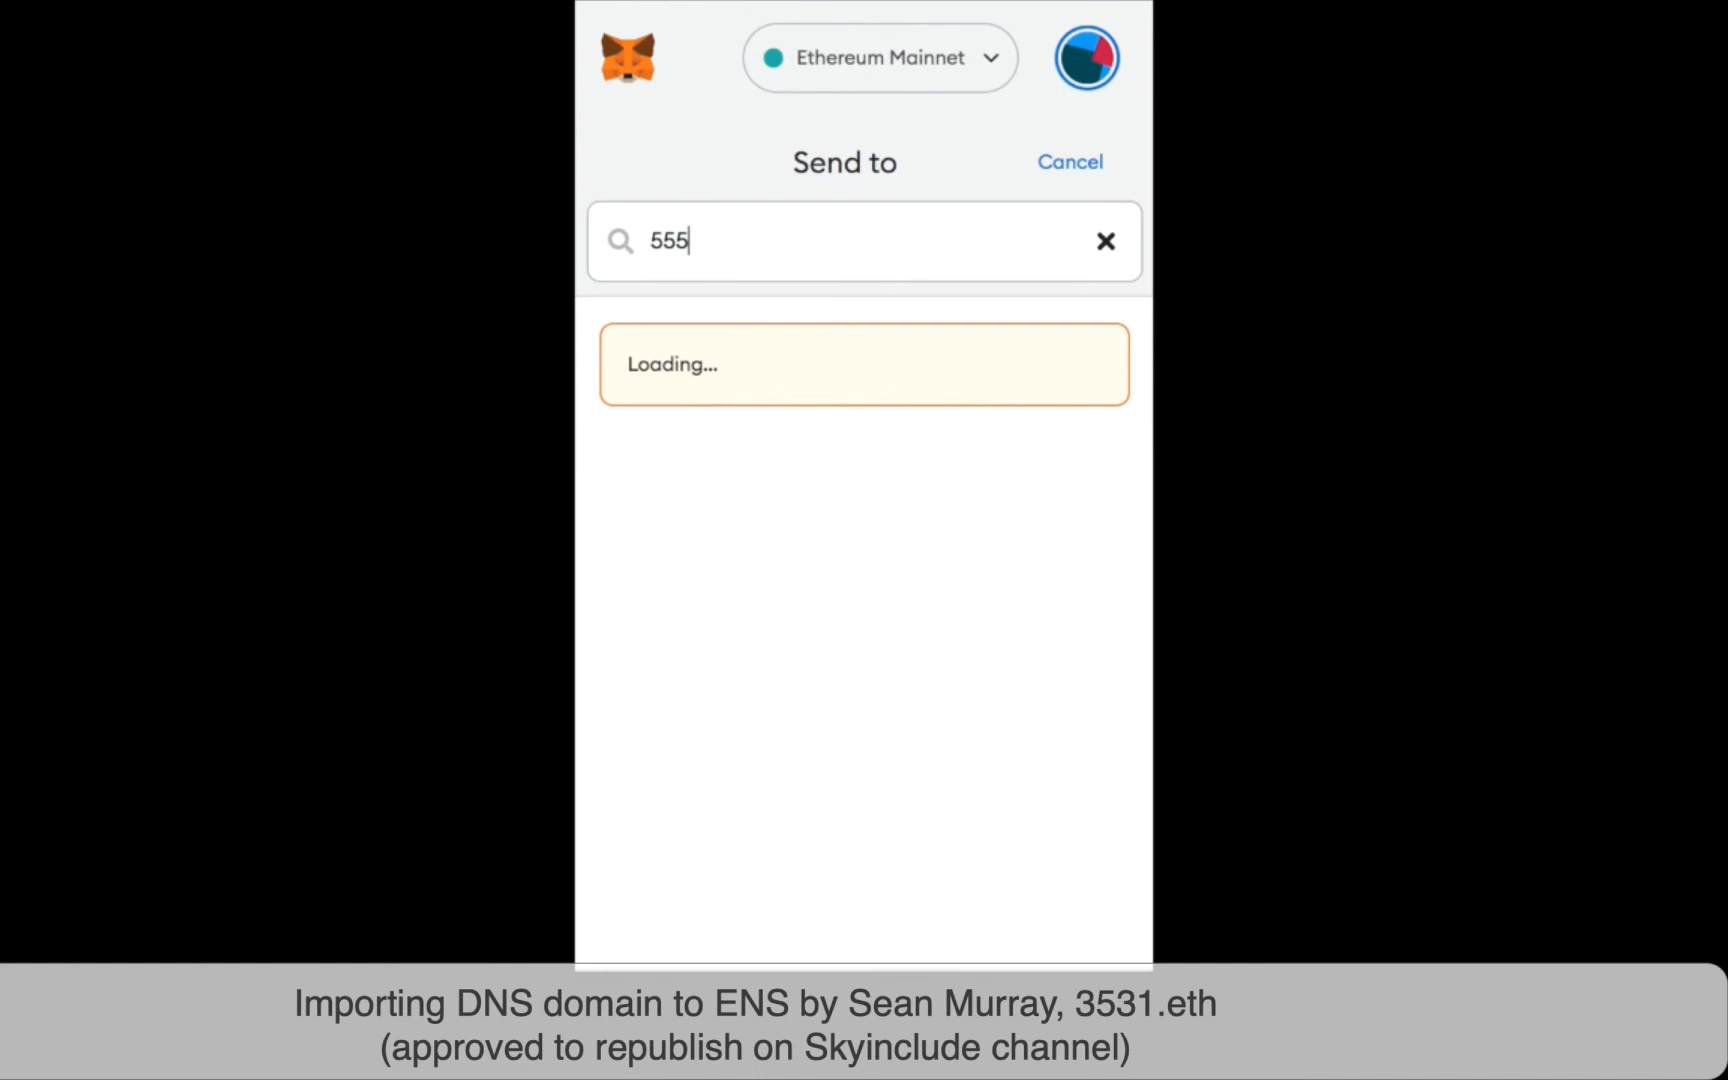 Ethereum Mainnet
Send to
Cancel
555
Loading...
Importing DNS domain to ENS by Sean Murray, 3531.eth
(approved to republish on Skyinclude channel)